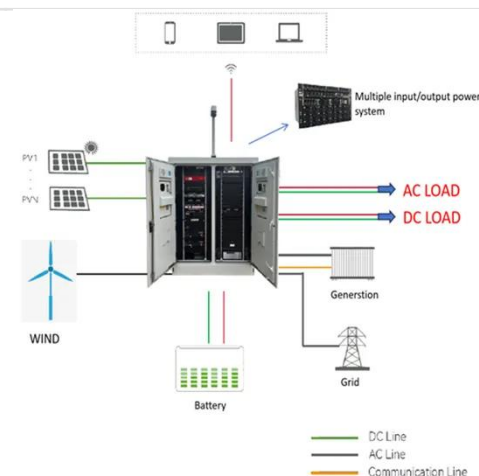 Multiple input/output power
system
PV1
PVN
AC LOAD
DC LOAD
WIND
Generstion
Grid
Battery
DC Line
AC Line
Communication Line